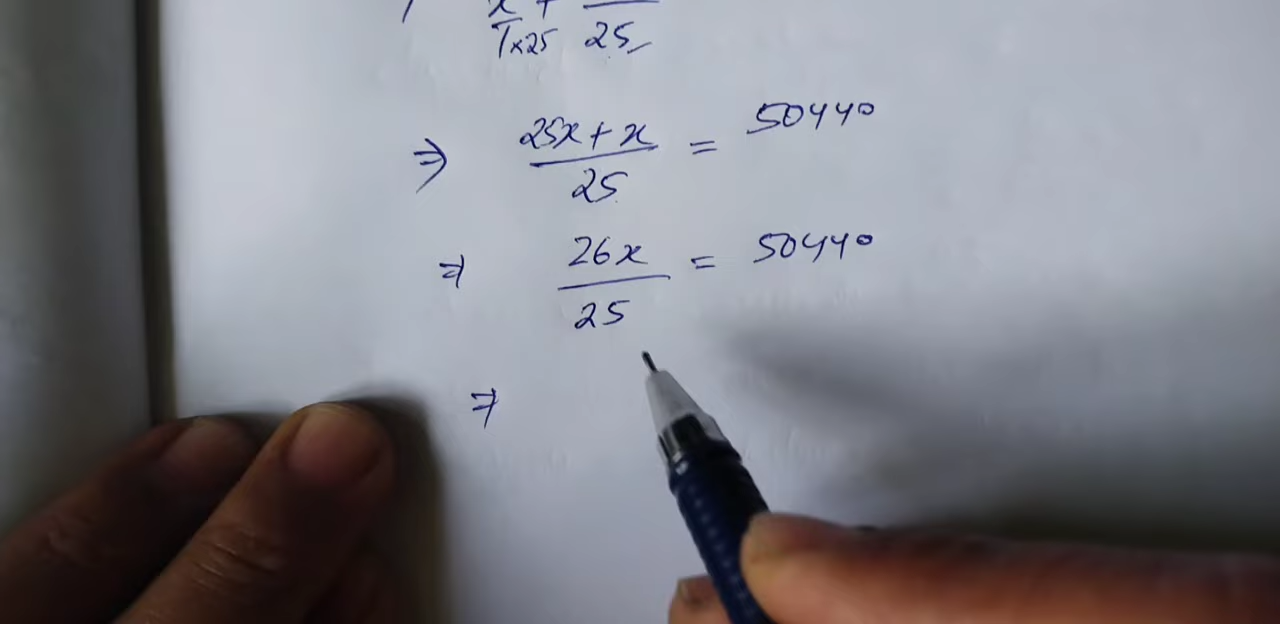 x +
1×25 25
⇒ 25x + x = 50440
25
⇒ 26x = 50440
25
⇒